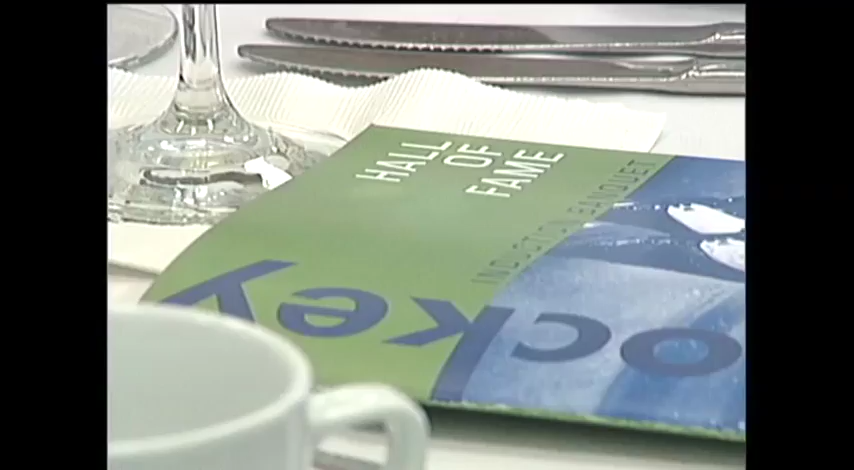 HALL
OF
FAME
INDUCTION BANQUET
ockey